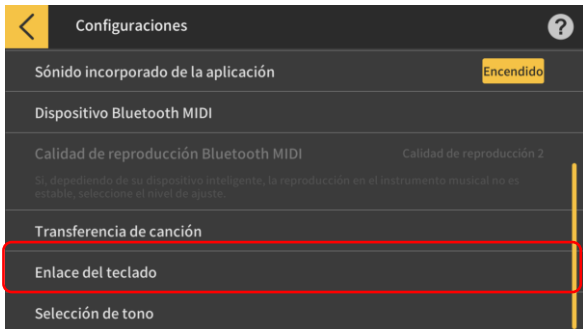 Configuraciones
?
Sónido incorporado de la aplicación Encendido
Dispositivo Bluetooth MIDI
Calidad de reproducción Bluetooth MIDI Calidad de reproducción 2
Si, depediendo de su dispositivo inteligente, la reproducción en el instrumento musical no es
estable, seleccione el nivel de ajuste.
Transferencia de canción
Enlace del teclado
Selección de tono